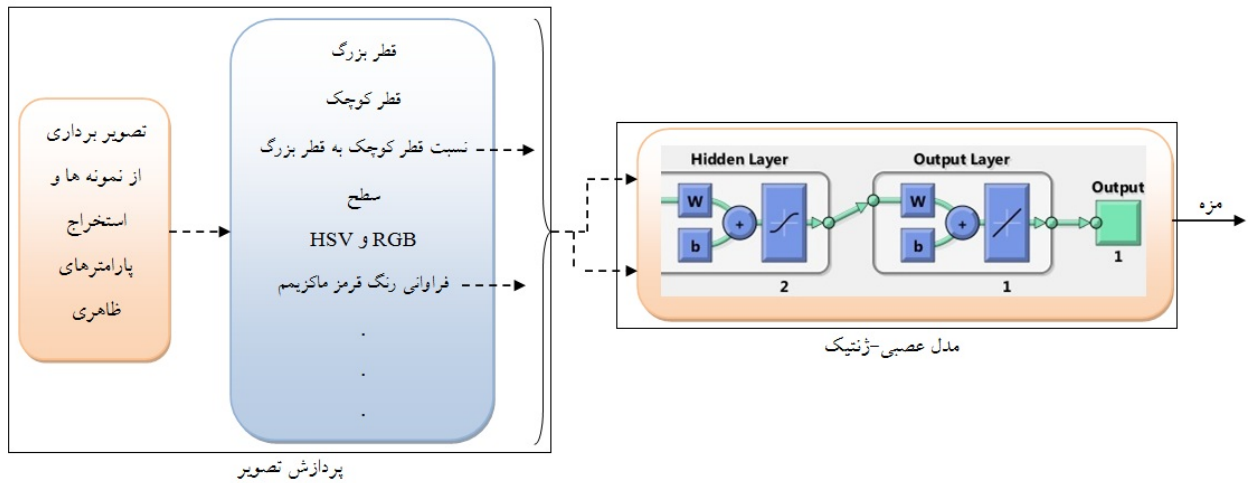 تصویر برداری
از نمونه ها و
استخراج
پارامترهای
ظاهری
قطر بزرگ
قطر کوچک
نسبت قطر کوچک به قطر بزرگ
سطح
RGB و HSV
فراوانی رنگ قرمز ماکزیمم
.
.
.
پردازش تصویر
Hidden Layer
W
+
b
2
Output Layer
W
+
b
1
Output
1
مدل عصبی-ژنتیک
مزه